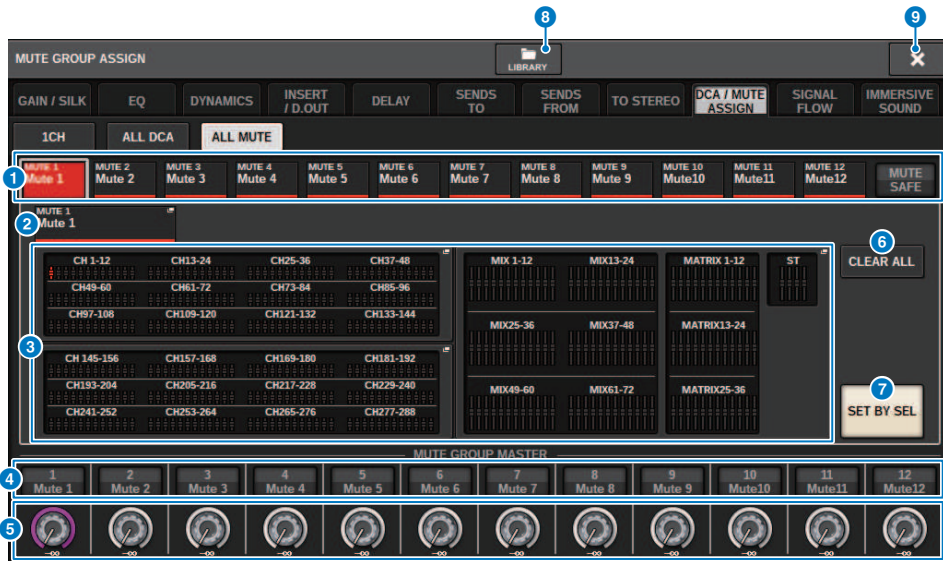 8
9
MUTE GROUP ASSIGN
LIBRARY
GAIN / SILK
EQ
DYNAMICS
INSERT / D.OUT
DELAY
SENDS TO
SENDS FROM
TO STEREO
DCA / MUTE ASSIGN
SIGNAL FLOW
IMMERSIVE SOUND
1CH
ALL DCA
ALL MUTE
1
MUTE 1
Mute 1
MUTE 2
Mute 2
MUTE 3
Mute 3
MUTE 4
Mute 4
MUTE 5
Mute 5
MUTE 6
Mute 6
MUTE 7
Mute 7
MUTE 8
Mute 8
MUTE 9
Mute 9
MUTE 10
Mute10
MUTE 11
Mute11
MUTE 12
Mute12
MUTE SAFE
2
MUTE 1
Mute 1
6
CLEAR ALL
3
CH 1-12 CH13-24 CH25-36 CH37-48
CH49-60 CH61-72 CH73-84 CH85-96
CH97-108 CH109-120 CH121-132 CH133-144
CH 145-156 CH157-168 CH169-180 CH181-192
CH193-204 CH205-216 CH217-228 CH229-240
CH241-252 CH253-264 CH265-276 CH277-288
MIX 1-12 MIX13-24 MATRIX 1-12 ST
MIX25-36 MIX37-48 MATRIX13-24
MIX49-60 MIX61-72 MATRIX25-36
7
SET BY SEL
MUTE GROUP MASTER
4
1 2 3 4 5 6 7 8 9 10 11 12
Mute 1 Mute 2 Mute 3 Mute 4 Mute 5 Mute 6 Mute 7 Mute 8 Mute 9 Mute10 Mute11 Mute12
5
-∞ -∞ -∞ -∞ -∞ -∞ -∞ -∞ -∞ -∞ -∞ -∞